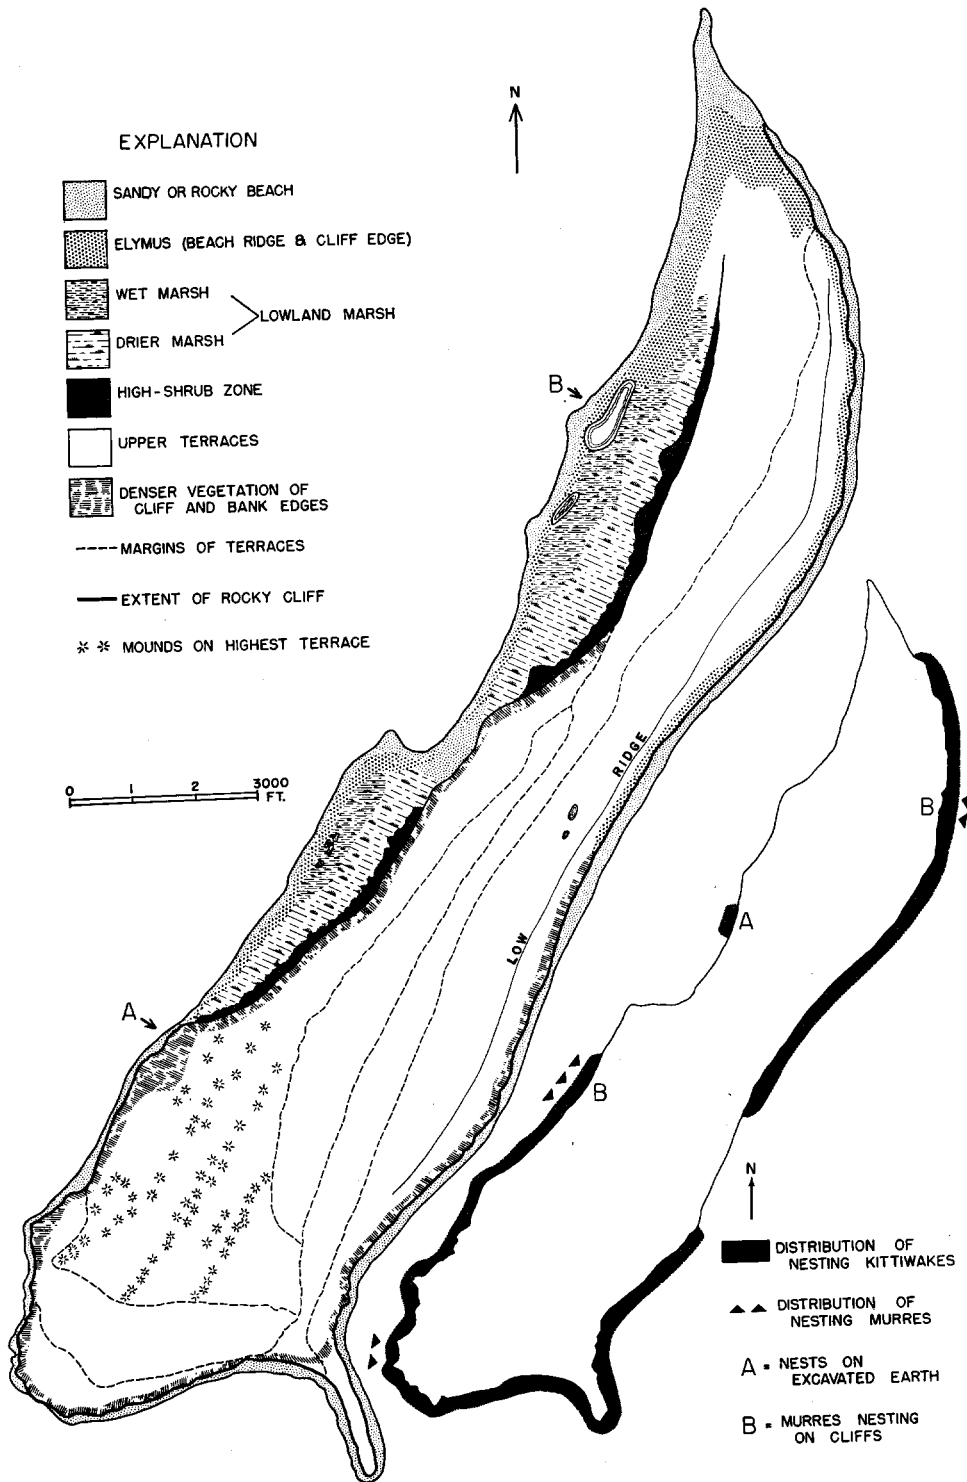 N
EXPLANATION
SANDY OR ROCKY BEACH
ELYMUS (BEACH RIDGE & CLIFF EDGE)
WET MARSH
LOWLAND MARSH
DRIER MARSH
HIGH-SHRUB ZONE
UPPER TERRACES
DENSER VEGETATION OF
CLIFF AND BANK EDGES
MARGINS OF TERRACES
EXTENT OF ROCKY CLIFF
MOUNDS ON HIGHEST TERRACE
B
0 1 2 3000
FT.
LOW RIDGE
A
B
A
B
N
DISTRIBUTION OF
NESTING KITTIWAKES
DISTRIBUTION OF
NESTING MURRES
A = NESTS ON
EXCAVATED EARTH
B = MURRES NESTING
ON CLIFFS